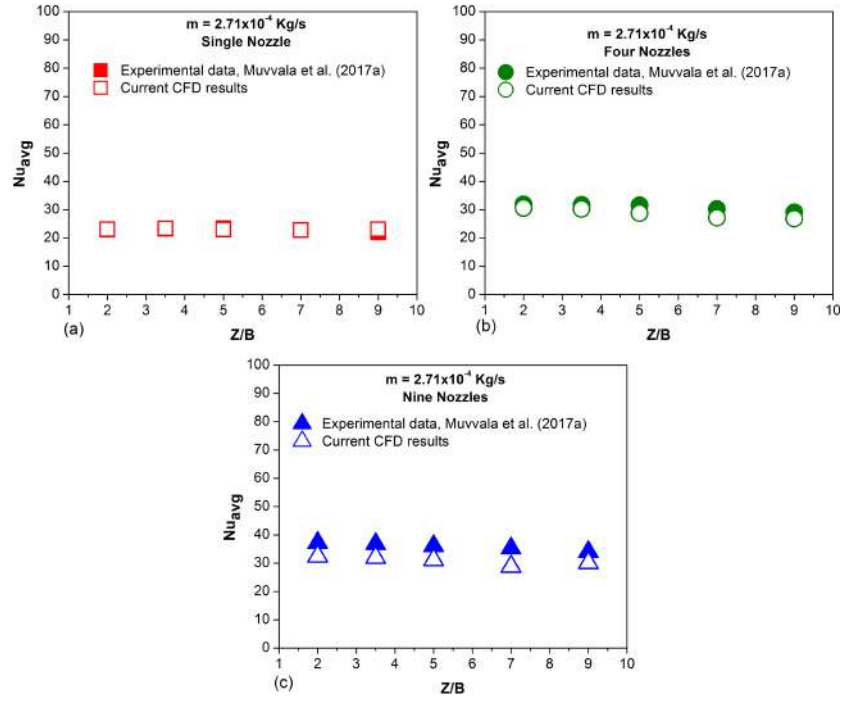 m = 2.71x10⁻⁴ Kg/s
Single Nozzle
Experimental data, Muvvala et al. (2017a)
Current CFD results
100
90
80
70
60
50
40
30
20
10
0
Nuavg
1 2 3 4 5 6 7 8 9 10
(a)
Z/B
m = 2.71x10⁻⁴ Kg/s
Four Nozzles
Experimental data, Muvvala et al. (2017a)
Current CFD results
100
90
80
70
60
50
40
30
20
10
0
Nuavg
1 2 3 4 5 6 7 8 9 10
(b)
Z/B
m = 2.71x10⁻⁴ Kg/s
Nine Nozzles
Experimental data, Muvvala et al. (2017a)
Current CFD results
100
90
80
70
60
50
40
30
20
10
0
Nuavg
1 2 3 4 5 6 7 8 9 10
(c)
Z/B